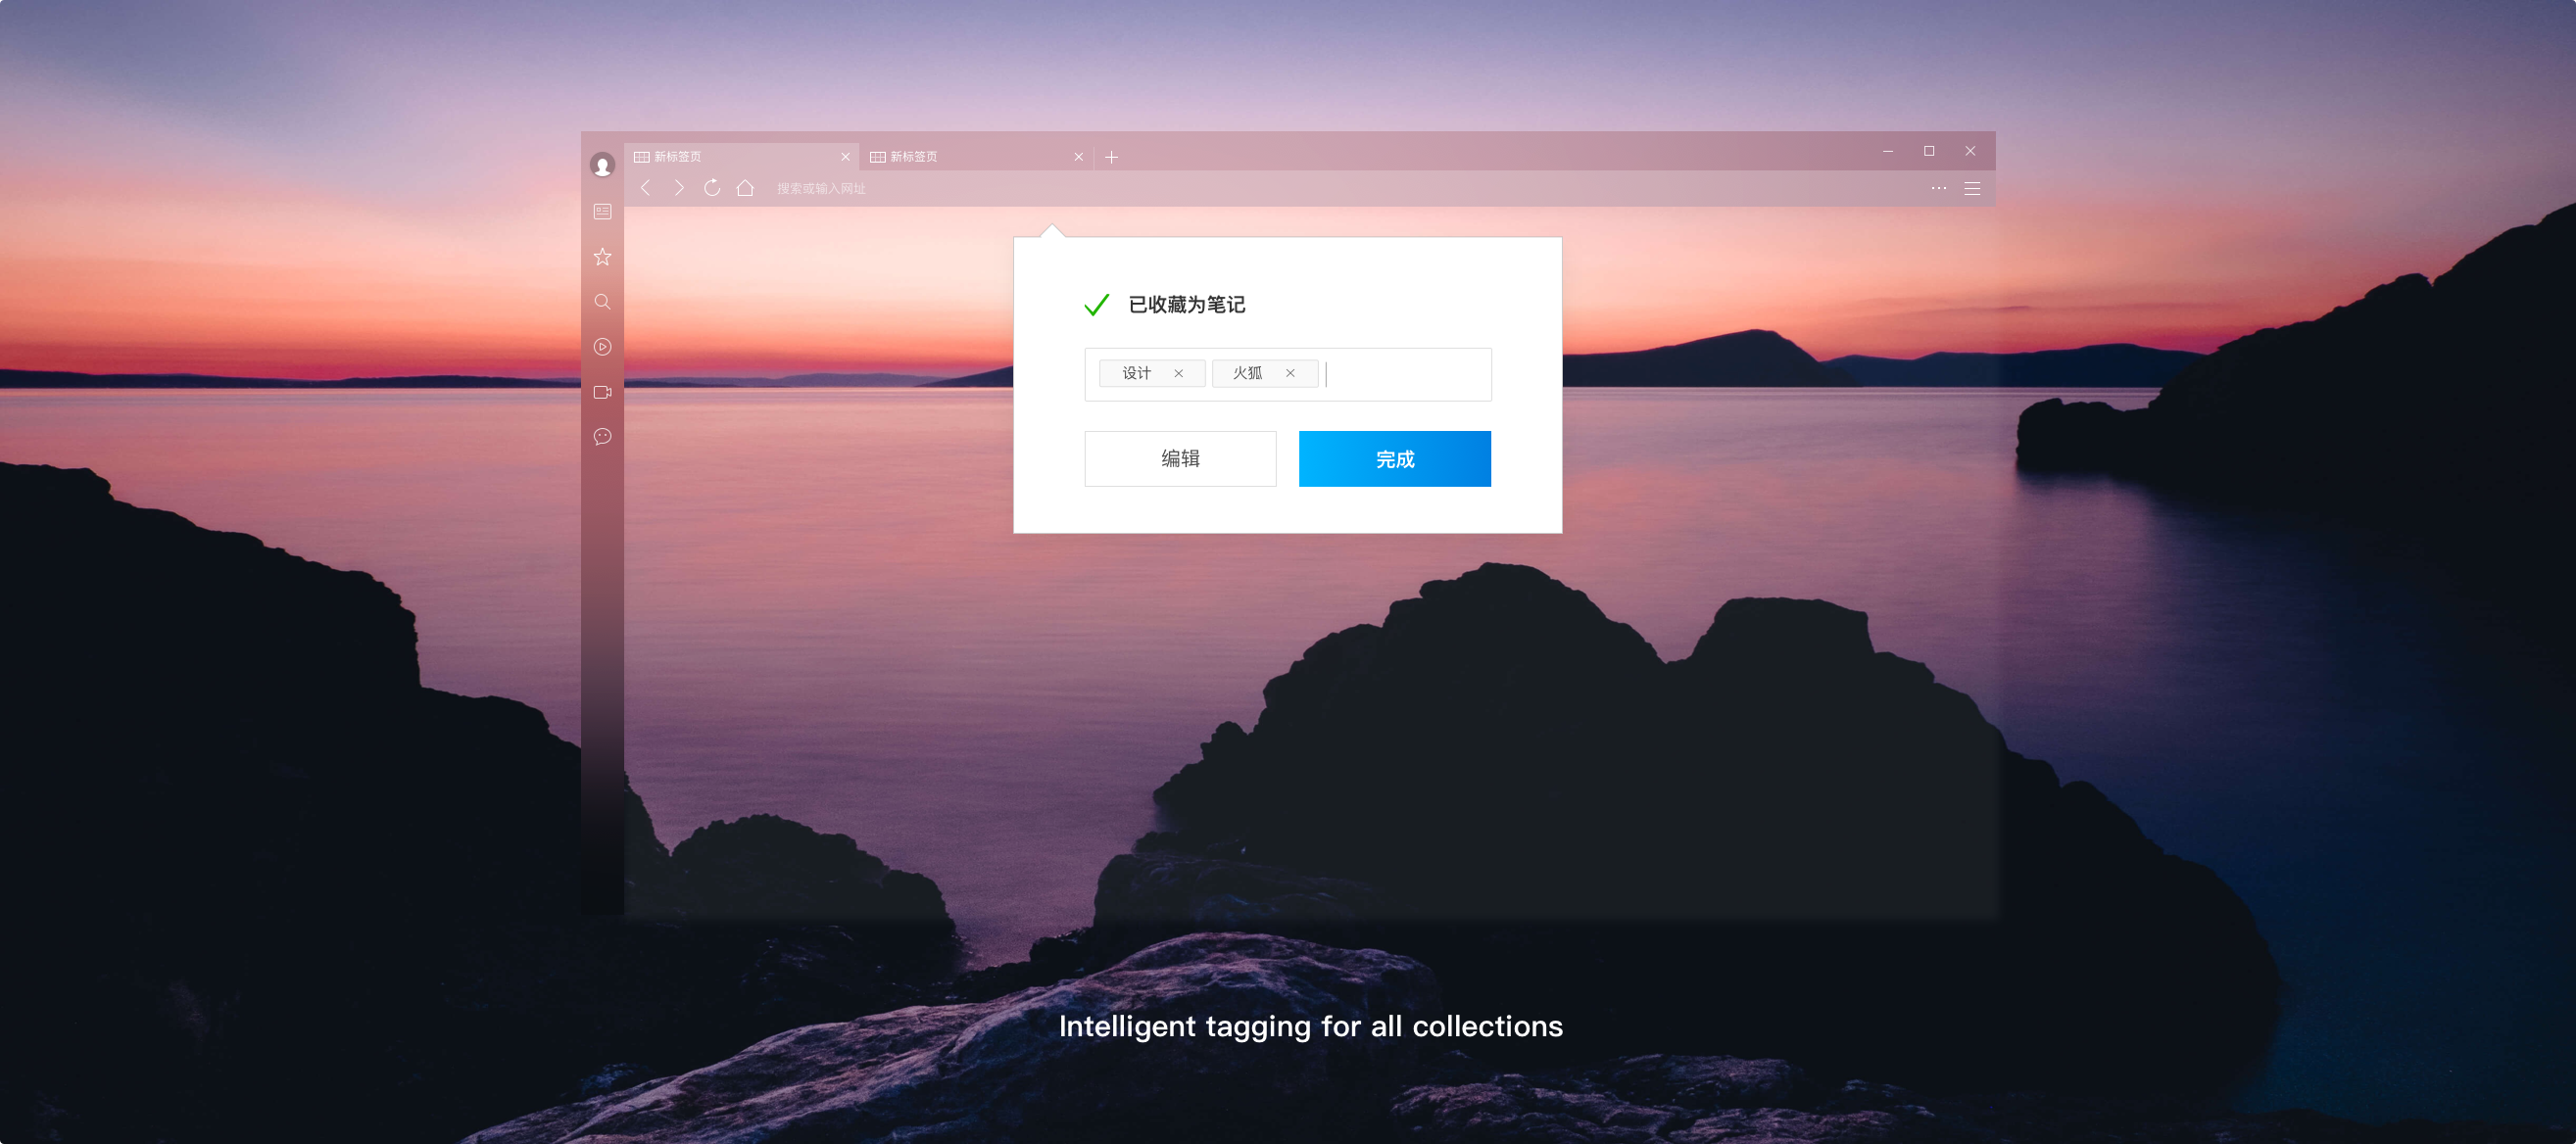 新标签页
新标签页
搜索或输入网址
已收藏为笔记
设计
火狐
编辑
完成
Intelligent tagging for all collections